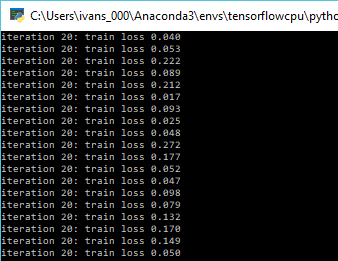 C:\Users\ivans_000\Anaconda3\envs\tensorflowcpu\pytho
iteration 20: train loss 0.040
iteration 20: train loss 0.053
iteration 20: train loss 0.222
iteration 20: train loss 0.089
iteration 20: train loss 0.212
iteration 20: train loss 0.017
iteration 20: train loss 0.093
iteration 20: train loss 0.025
iteration 20: train loss 0.048
iteration 20: train loss 0.272
iteration 20: train loss 0.177
iteration 20: train loss 0.052
iteration 20: train loss 0.047
iteration 20: train loss 0.098
iteration 20: train loss 0.079
iteration 20: train loss 0.132
iteration 20: train loss 0.170
iteration 20: train loss 0.149
iteration 20: train loss 0.050